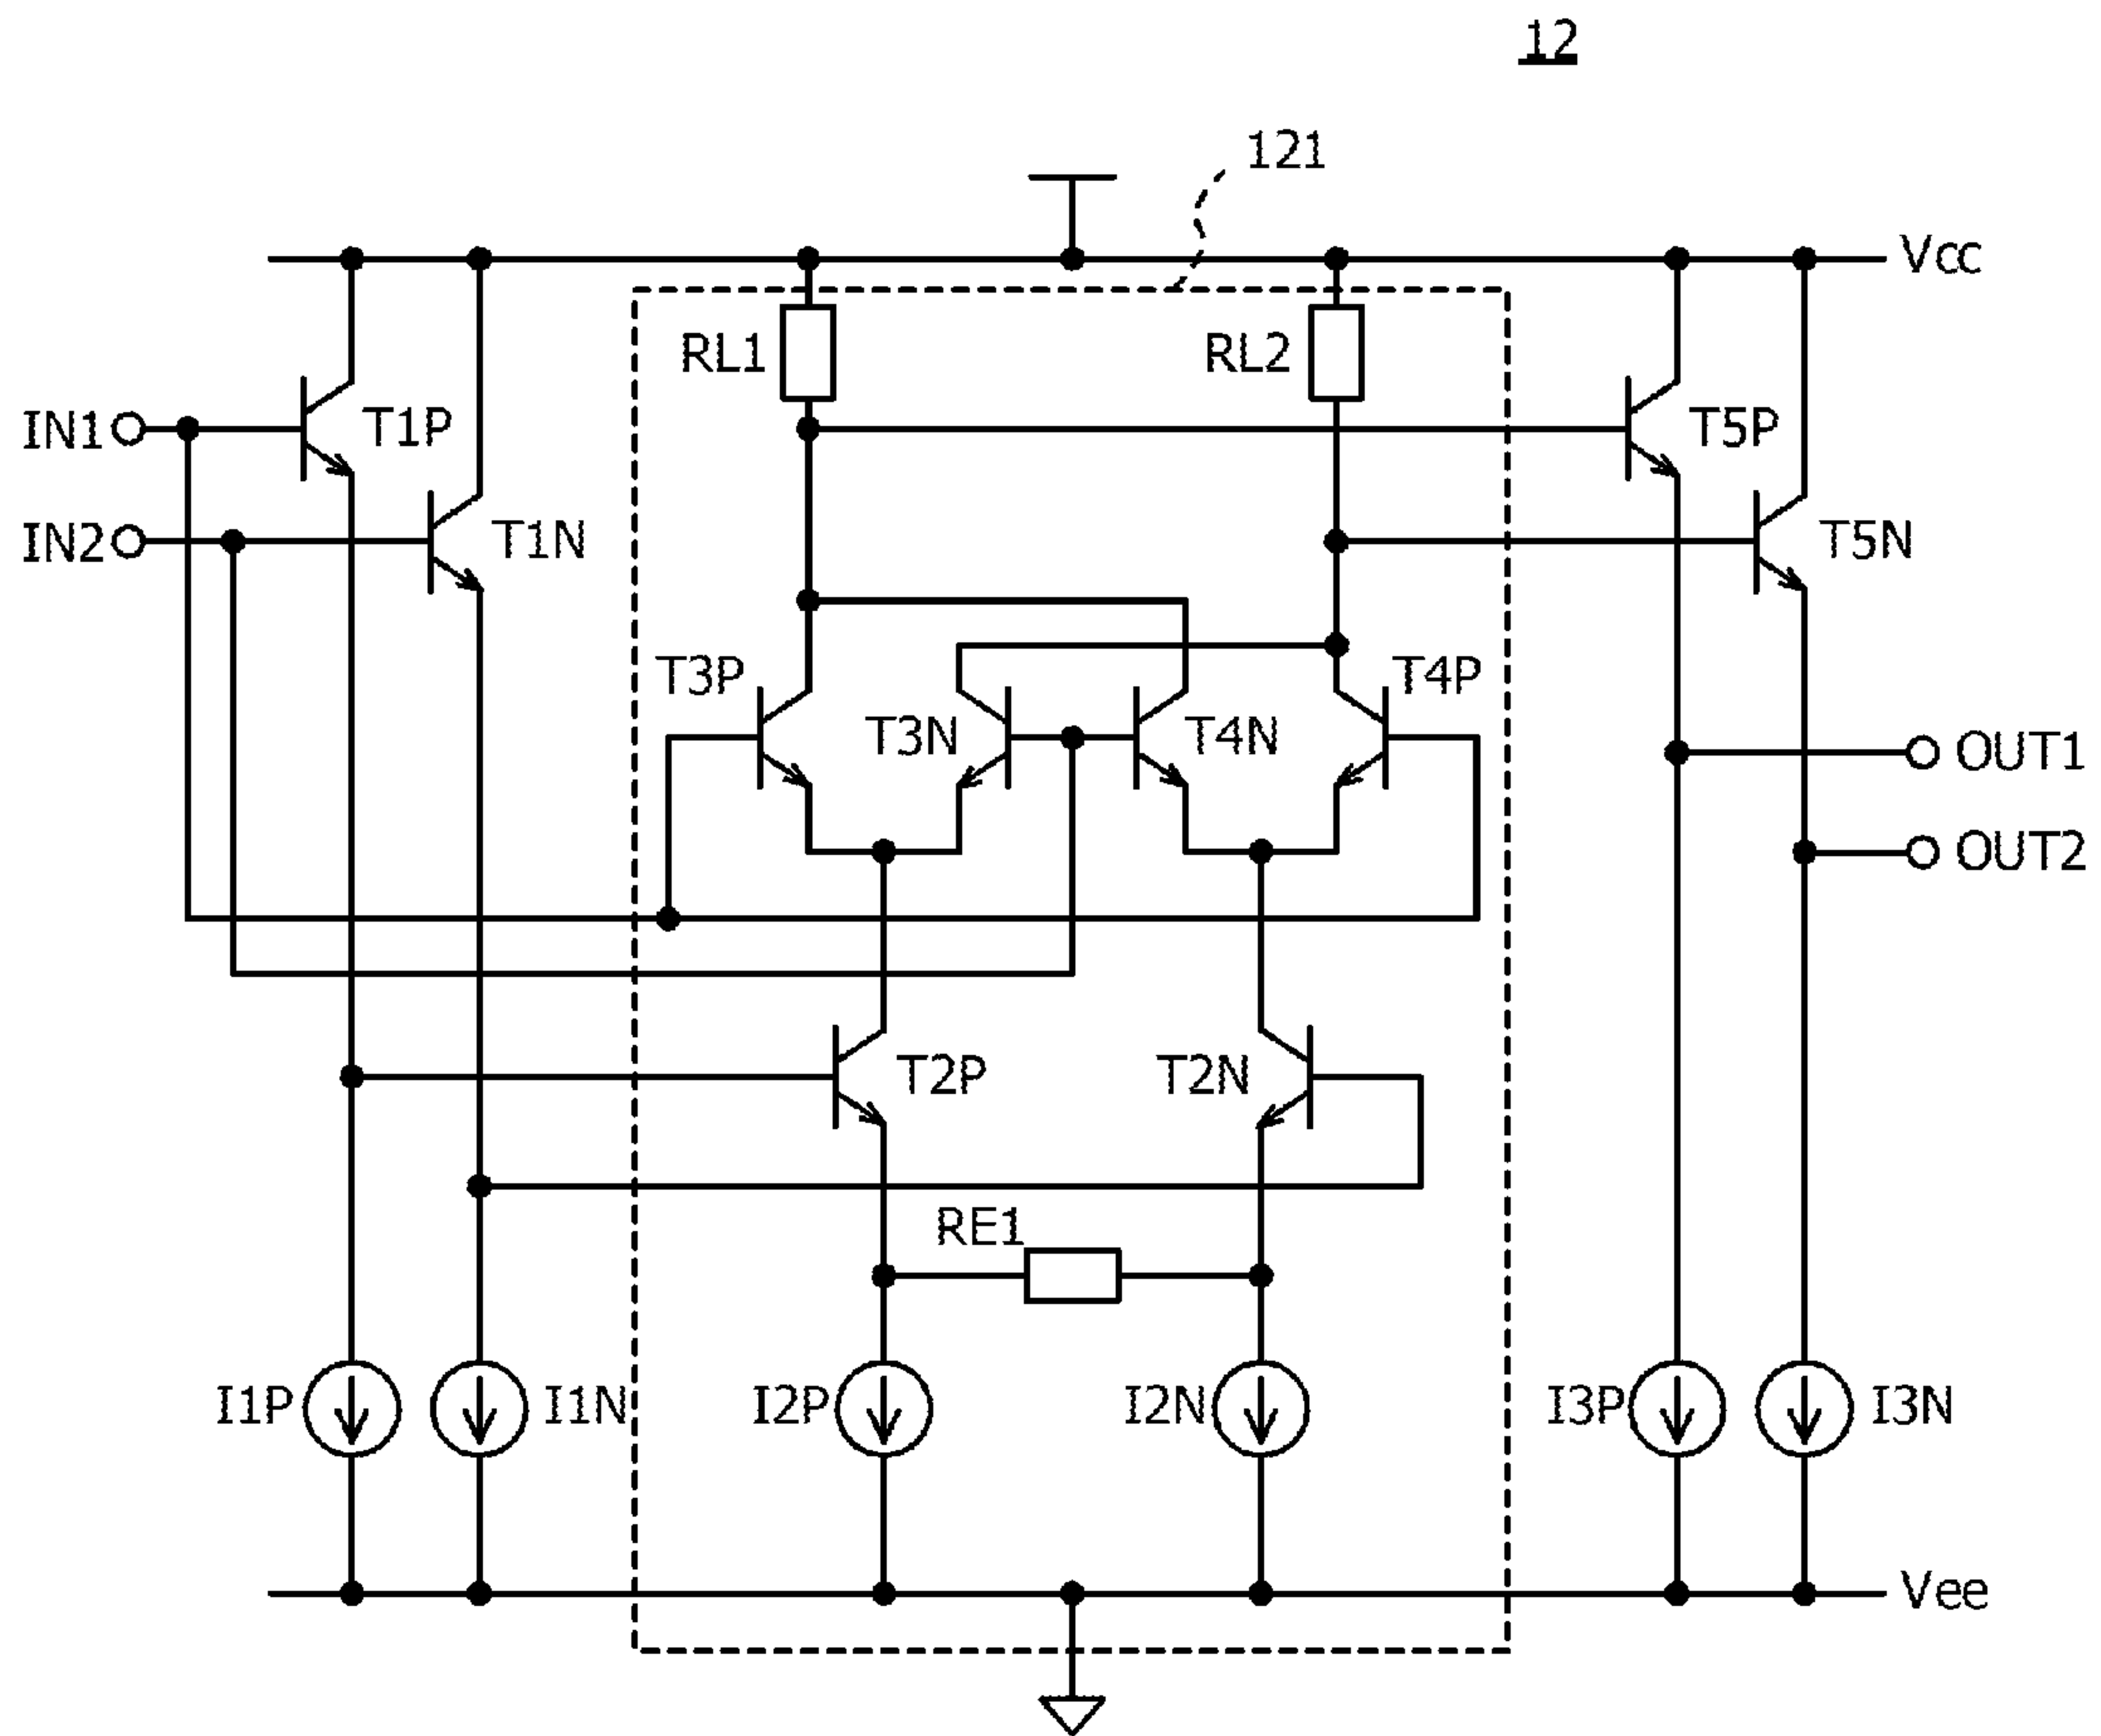 12
121
Vcc
RL1
RL2
IN1
T1P
T5P
IN2
T1N
T5N
T3P
T4P
T3N
T4N
OUT1
OUT2
T2P
T2N
RE1
I1P
I1N
I2P
I2N
I3P
I3N
Vee